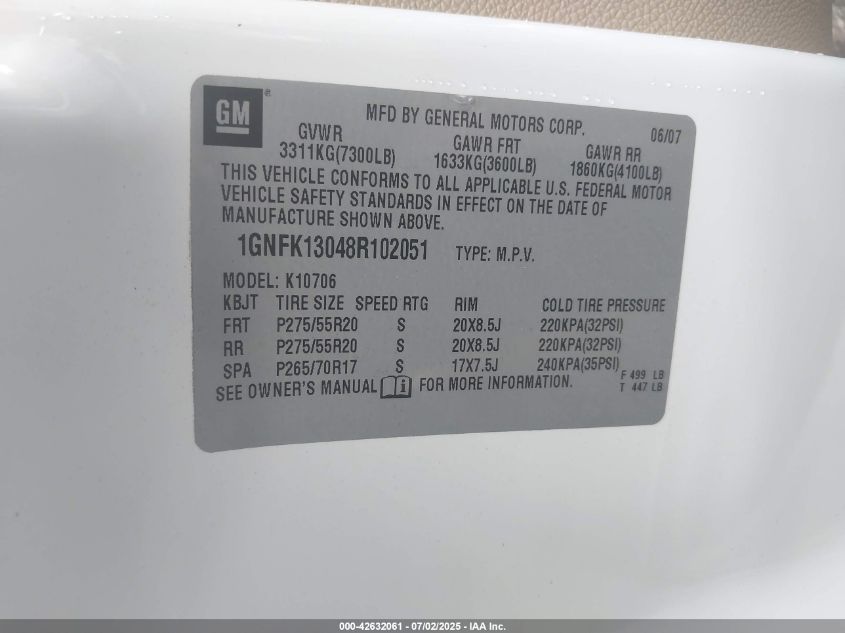 GM®
MFD BY GENERAL MOTORS CORP. 06/07
GVWR GAWR FRT GAWR RR
3311KG(7300LB) 1633KG(3600LB) 1860KG(4100LB)
THIS VEHICLE CONFORMS TO ALL APPLICABLE U.S. FEDERAL MOTOR
VEHICLE SAFETY STANDARDS IN EFFECT ON THE DATE OF
MANUFACTURE SHOWN ABOVE.
1GNFK13048R102051 TYPE: M.P.V.
MODEL: K10706
KBJT TIRE SIZE SPEED RTG RIM COLD TIRE PRESSURE
FRT P275/55R20 S 20X8.5J 220KPA(32PSI)
RR P275/55R20 S 20X8.5J 220KPA(32PSI)
SPA P265/70R17 S 17X7.5J 240KPA(35PSI) F 499 LB
SEE OWNER'S MANUAL i FOR MORE INFORMATION. T 447 LB
000-42632061 - 07/02/2025 - IAA Inc.